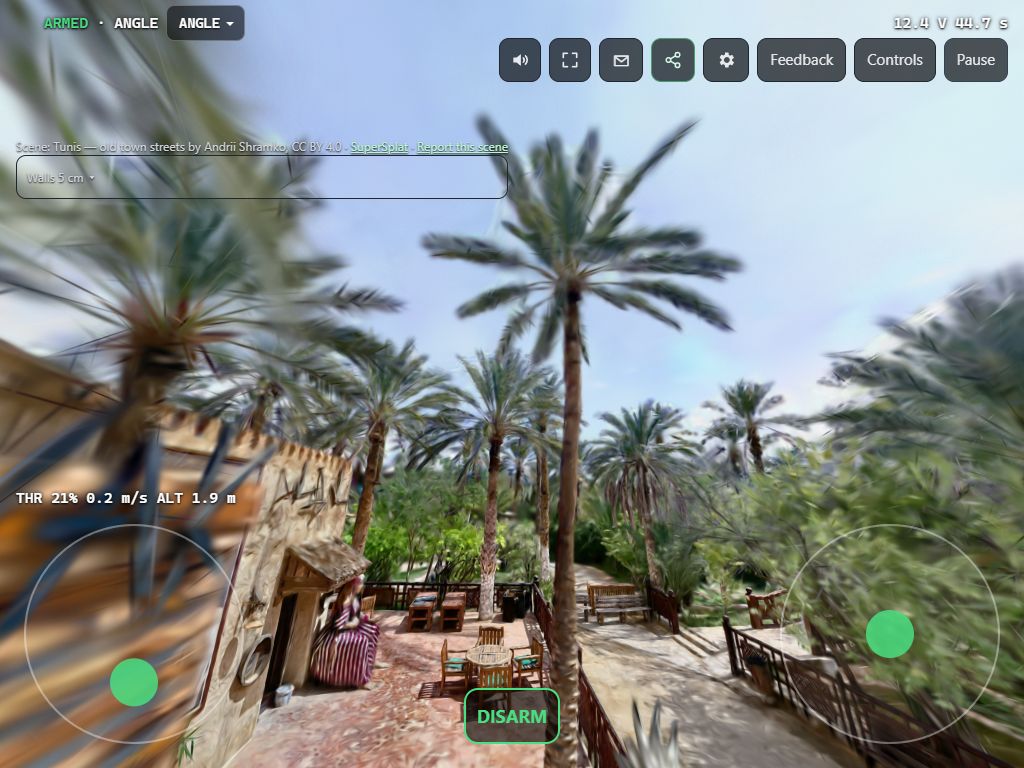 ARMED · ANGLE ANGLE
12.4 V 44.7 s
Feedback Controls Pause
Scene: Tunis — old town streets by Andrii Shramko, CC BY 4.0 · SuperSplat · Report this scene
Walls 5 cm
THR 21% 0.2 m/s ALT 1.9 m
DISARM